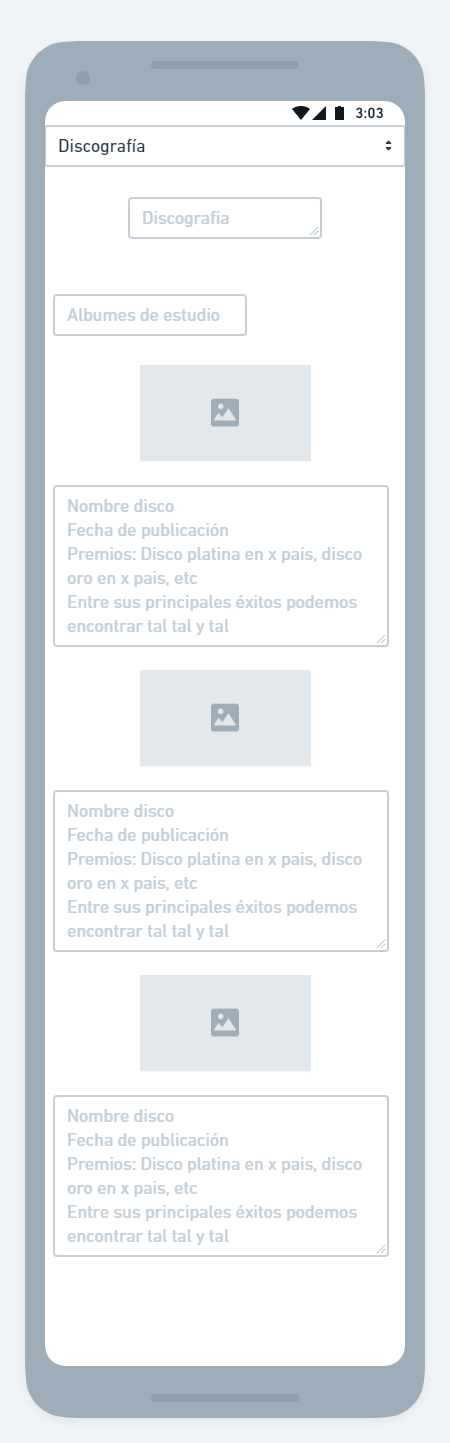 3:03
Discografía
Discografia
Albumes de estudio
Nombre disco
Fecha de publicación
Premios: Disco platina en x pais, disco
oro en x pais, etc
Entre sus principales éxitos podemos
encontrar tal tal y tal
Nombre disco
Fecha de publicación
Premios: Disco platina en x pais, disco
oro en x pais, etc
Entre sus principales éxitos podemos
encontrar tal tal y tal
Nombre disco
Fecha de publicación
Premios: Disco platina en x pais, disco
oro en x pais, etc
Entre sus principales éxitos podemos
encontrar tal tal y tal